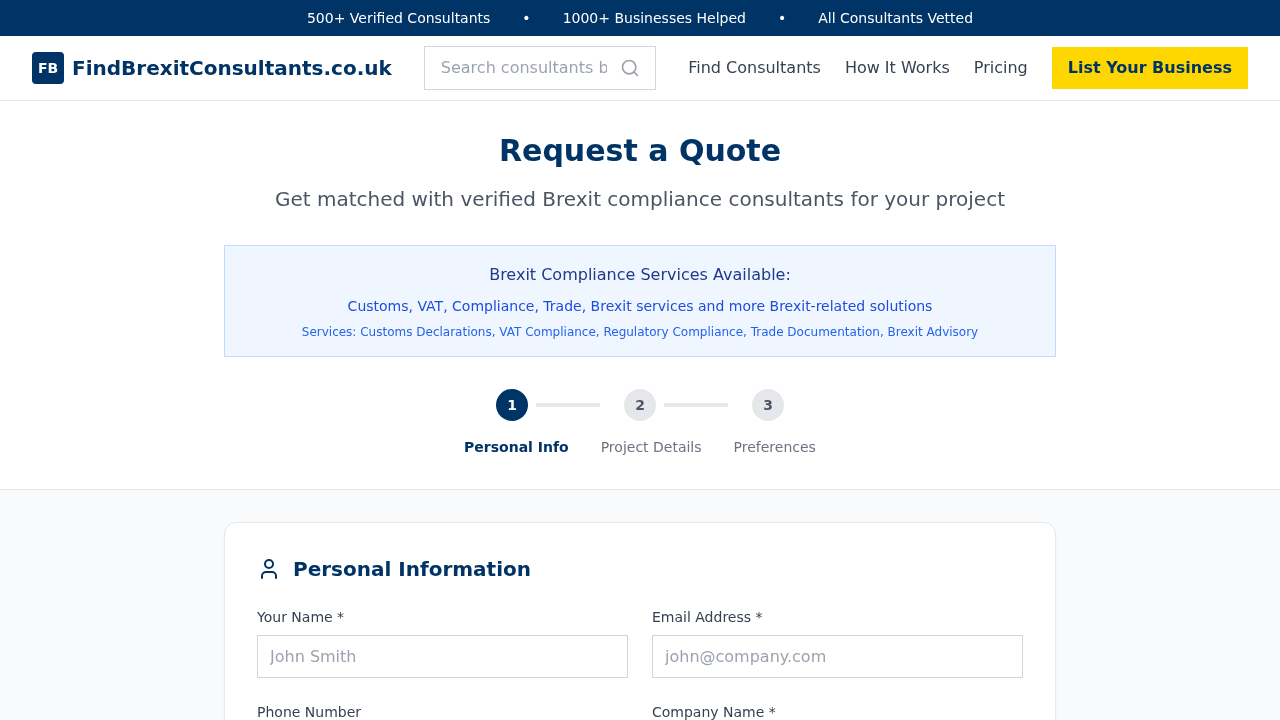 500+ Verified Consultants • 1000+ Businesses Helped • All Consultants Vetted
FB FindBrexitConsultants.co.uk Search consultants b Find Consultants How It Works Pricing List Your Business
Request a Quote
Get matched with verified Brexit compliance consultants for your project
Brexit Compliance Services Available:
Customs, VAT, Compliance, Trade, Brexit services and more Brexit-related solutions
Services: Customs Declarations, VAT Compliance, Regulatory Compliance, Trade Documentation, Brexit Advisory
1 2 3
Personal Info Project Details Preferences
Personal Information
Your Name * Email Address *
John Smith john@company.com
Phone Number Company Name *